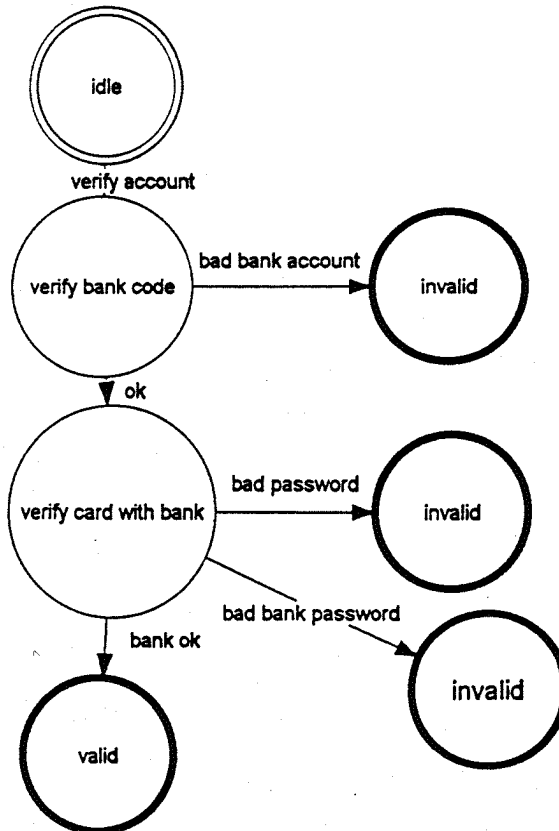 idle
verify account
verify bank code
bad bank account
invalid
ok
verify card with bank
bad password
invalid
bad bank password
invalid
bank ok
valid